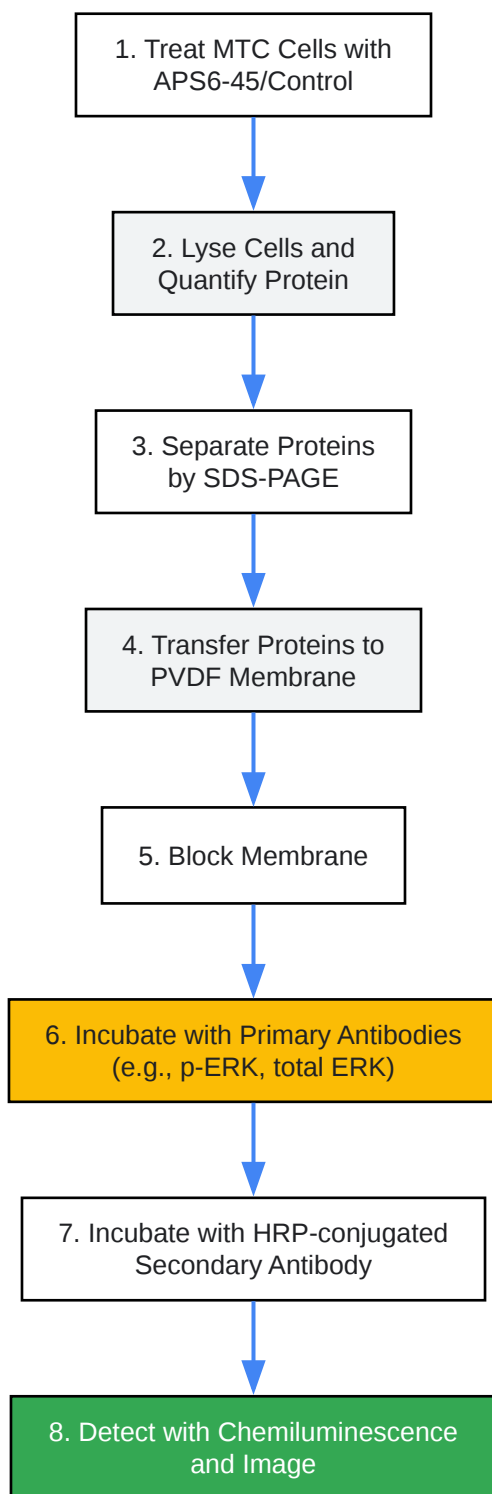 1. Treat MTC Cells with
APS6-45/Control
2. Lyse Cells and
Quantify Protein
3. Separate Proteins
by SDS-PAGE
4. Transfer Proteins to
PVDF Membrane
5. Block Membrane
6. Incubate with Primary Antibodies
(e.g., p-ERK, total ERK)
7. Incubate with HRP-conjugated
Secondary Antibody
8. Detect with Chemiluminescence
and Image